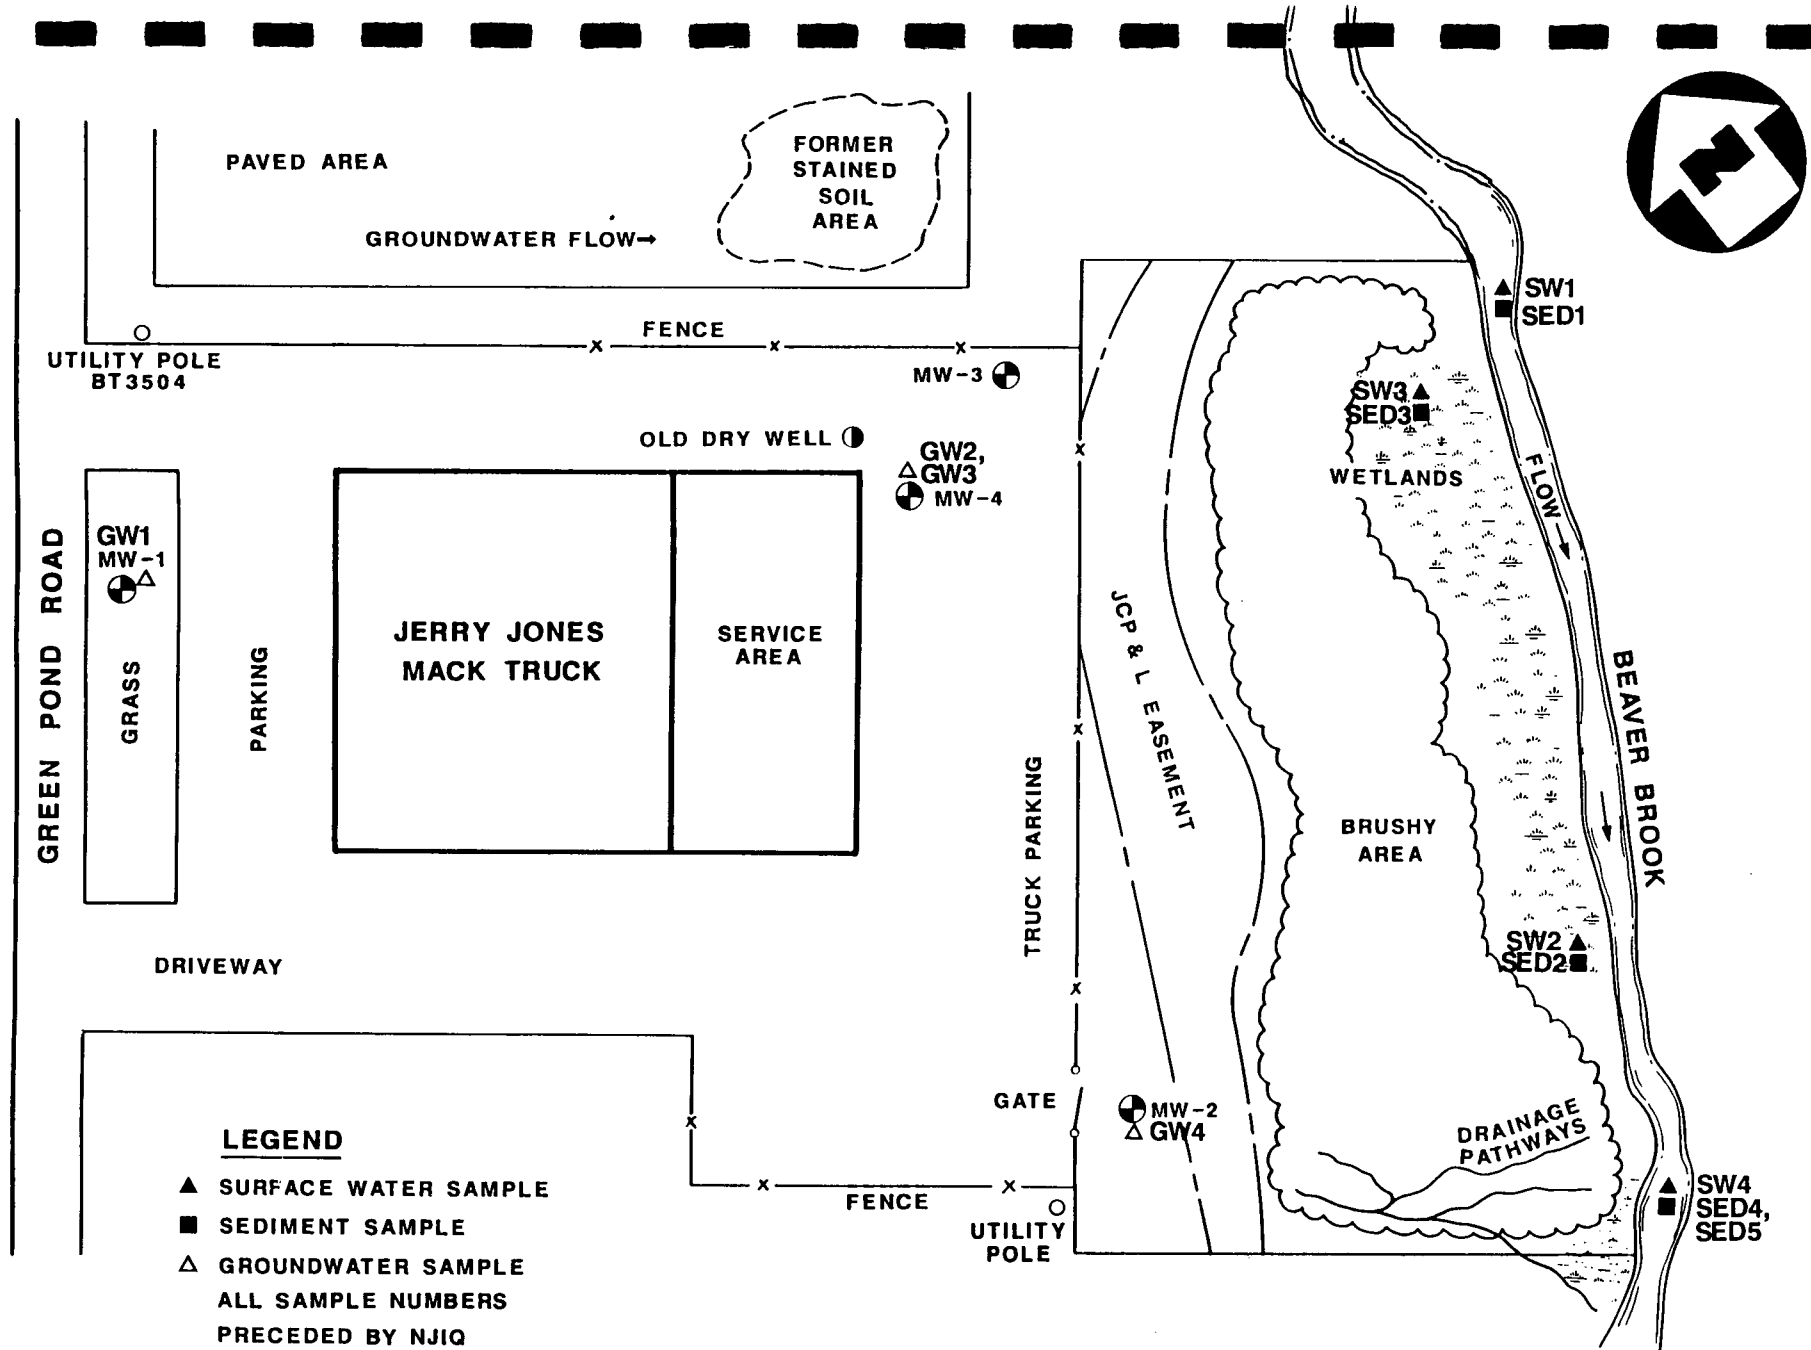 PAVED AREA
FORMER
STAINED
SOIL
AREA
GROUNDWATER FLOW→
N
FENCE
UTILITY POLE
BT3504
MW-3
SW1
SED1
SW3
SED3
OLD DRY WELL
GW2,
GW3
MW-4
WETLANDS
FLOW
GW1
MW-1
GREEN POND ROAD
GRASS
PARKING
JERRY JONES
MACK TRUCK
SERVICE
AREA
JCP & L EASEMENT
TRUCK PARKING
BRUSHY
AREA
BEAVER BROOK
SW2
SED2
DRIVEWAY
GATE
MW-2
GW4
DRAINAGE
PATHWAYS
FENCE
UTILITY
POLE
SW4
SED4,
SED5
LEGEND
SURFACE WATER SAMPLE
SEDIMENT SAMPLE
GROUNDWATER SAMPLE
ALL SAMPLE NUMBERS
PRECEDED BY NJIQ